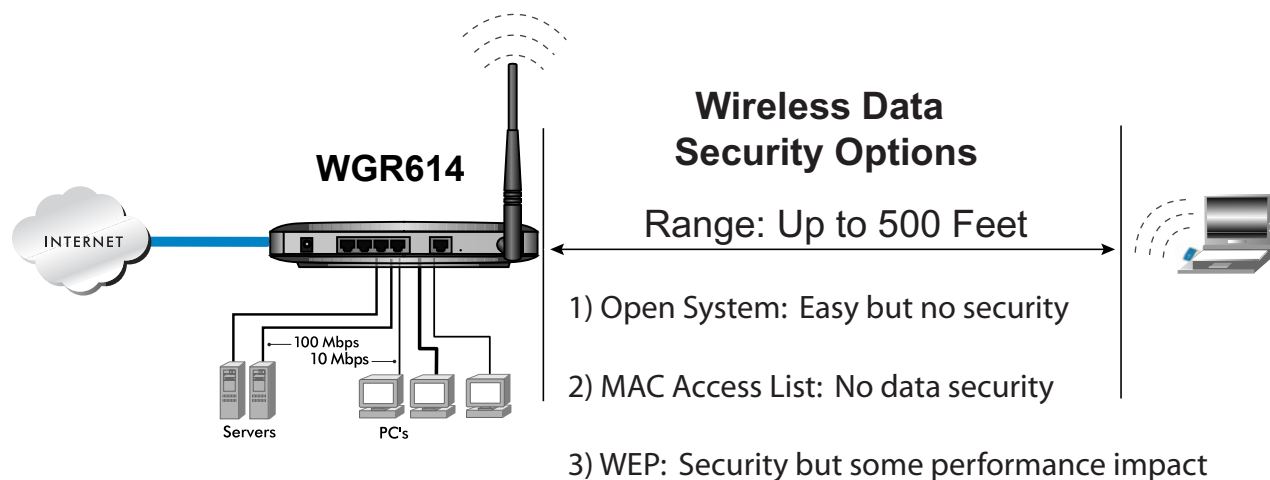 Wireless Data
Security Options
WGR614
Range: Up to 500 Feet
INTERNET
1) Open System: Easy but no security
100 Mbps
10 Mbps
2) MAC Access List: No data security
Servers
PC's
3) WEP: Security but some performance impact